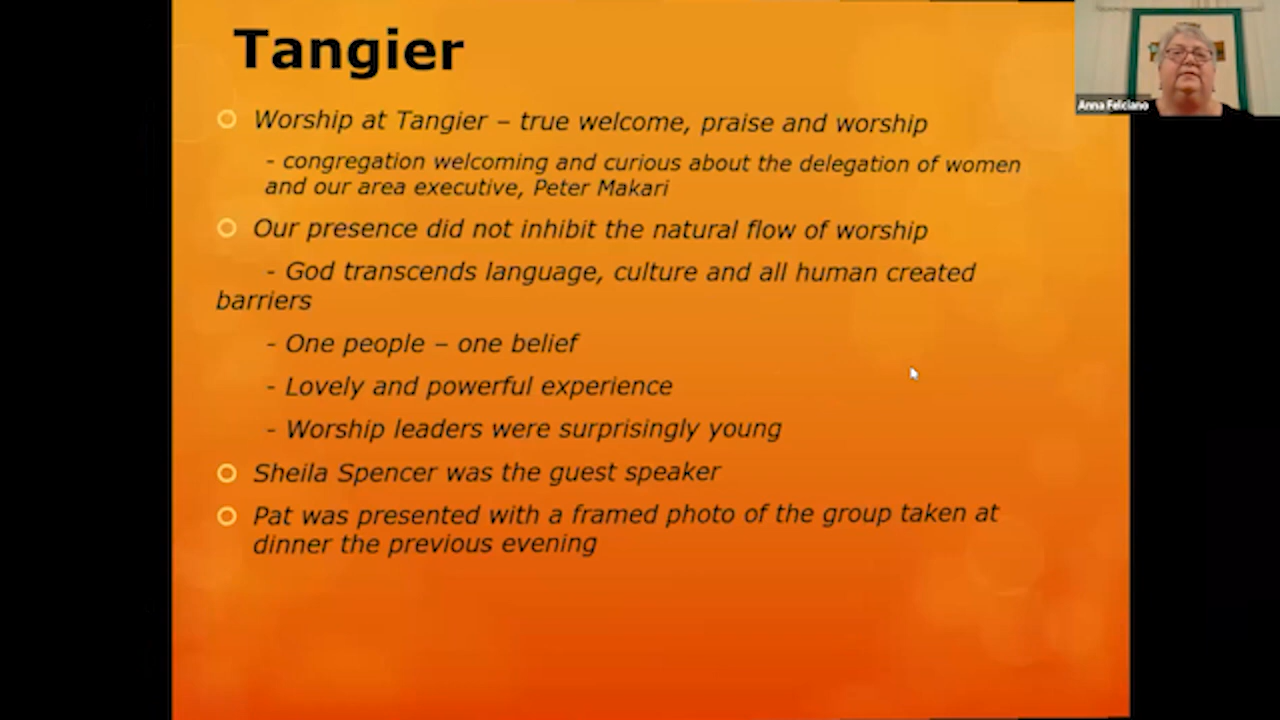 Tangier
Anna Felciano
Worship at Tangier – true welcome, praise and worship
- congregation welcoming and curious about the delegation of women
and our area executive, Peter Makari
Our presence did not inhibit the natural flow of worship
- God transcends language, culture and all human created
barriers
- One people – one belief
- Lovely and powerful experience
- Worship leaders were surprisingly young
Sheila Spencer was the guest speaker
Pat was presented with a framed photo of the group taken at
dinner the previous evening